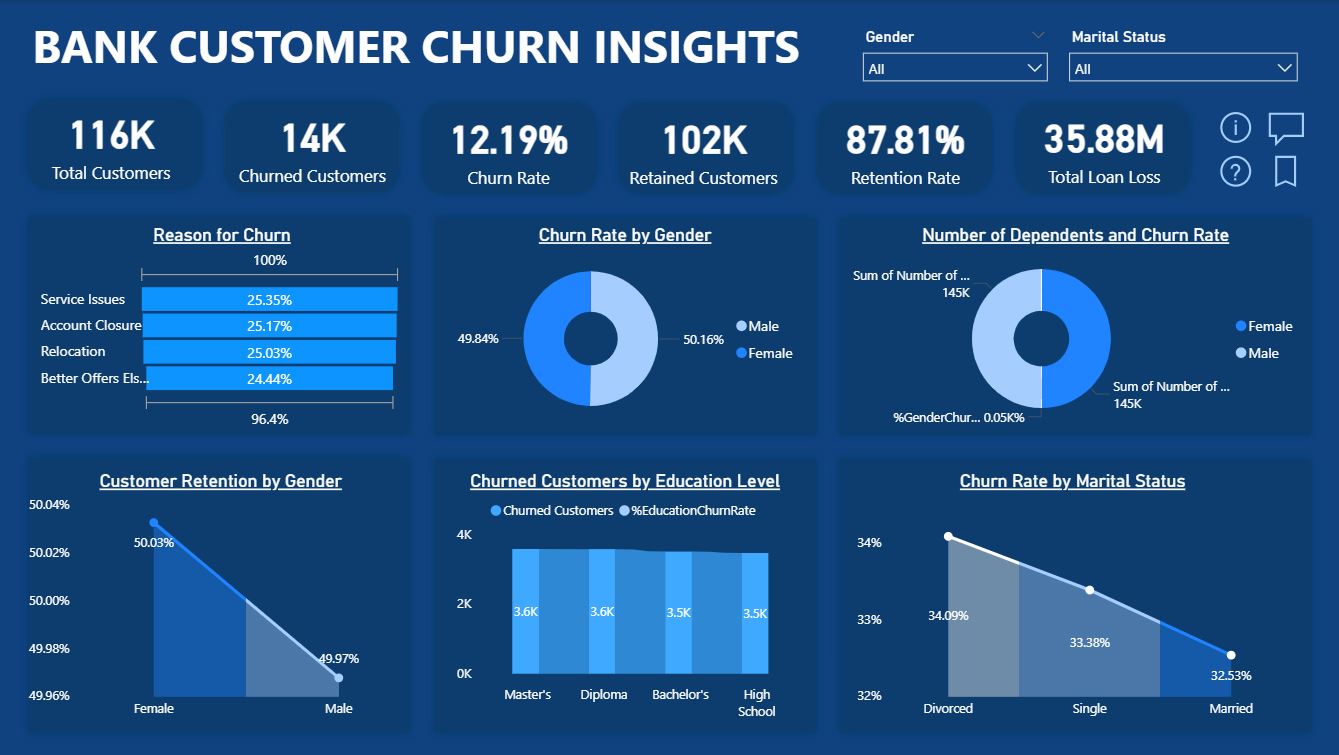 BANK CUSTOMER CHURN INSIGHTS
Gender
All
Marital Status
All
116K
Total Customers
14K
Churned Customers
12.19%
Churn Rate
102K
Retained Customers
87.81%
Retention Rate
35.88M
Total Loan Loss
Reason for Churn
100%
Service Issues 25.35%
Account Closure 25.17%
Relocation 25.03%
Better Offers Els... 24.44%
96.4%
Churn Rate by Gender
49.84%
50.16%
Male
Female
Number of Dependents and Churn Rate
Sum of Number of ...
145K
Female
Male
Sum of Number of ...
145K
%GenderChur... 0.05K%
Customer Retention by Gender
50.04%
50.02%
50.00%
49.98%
49.96%
50.03%
49.97%
Female Male
Churned Customers by Education Level
Churned Customers %EducationChurnRate
4K
2K
0K
3.6K 3.6K 3.5K 3.5K
Master's Diploma Bachelor's High
School
Churn Rate by Marital Status
34%
33%
32%
34.09%
33.38%
32.53%
Divorced Single Married